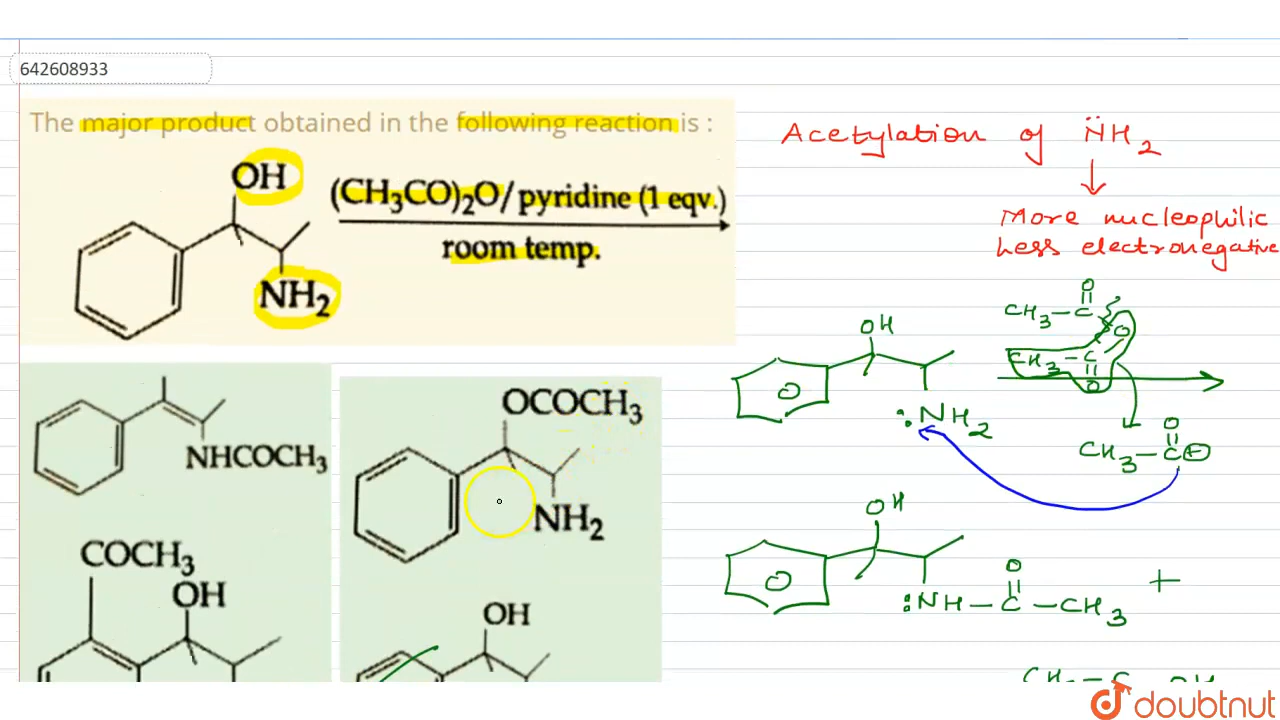 642608933
The major product obtained in the following reaction is :
OH
(CH3CO)2O/pyridine (1 eqv.)
room temp.
NH2
NHCOCH3
OCOCH3
NH2
COCH3
OH
OH
Acetylation of N̈H2
More nucleophilic
Less electronegative
O
CH3-C
O
CH3-C
O
OH
:NH2
O
CH3-C+
OH
O
:NH-C-CH3
+
doubtnut